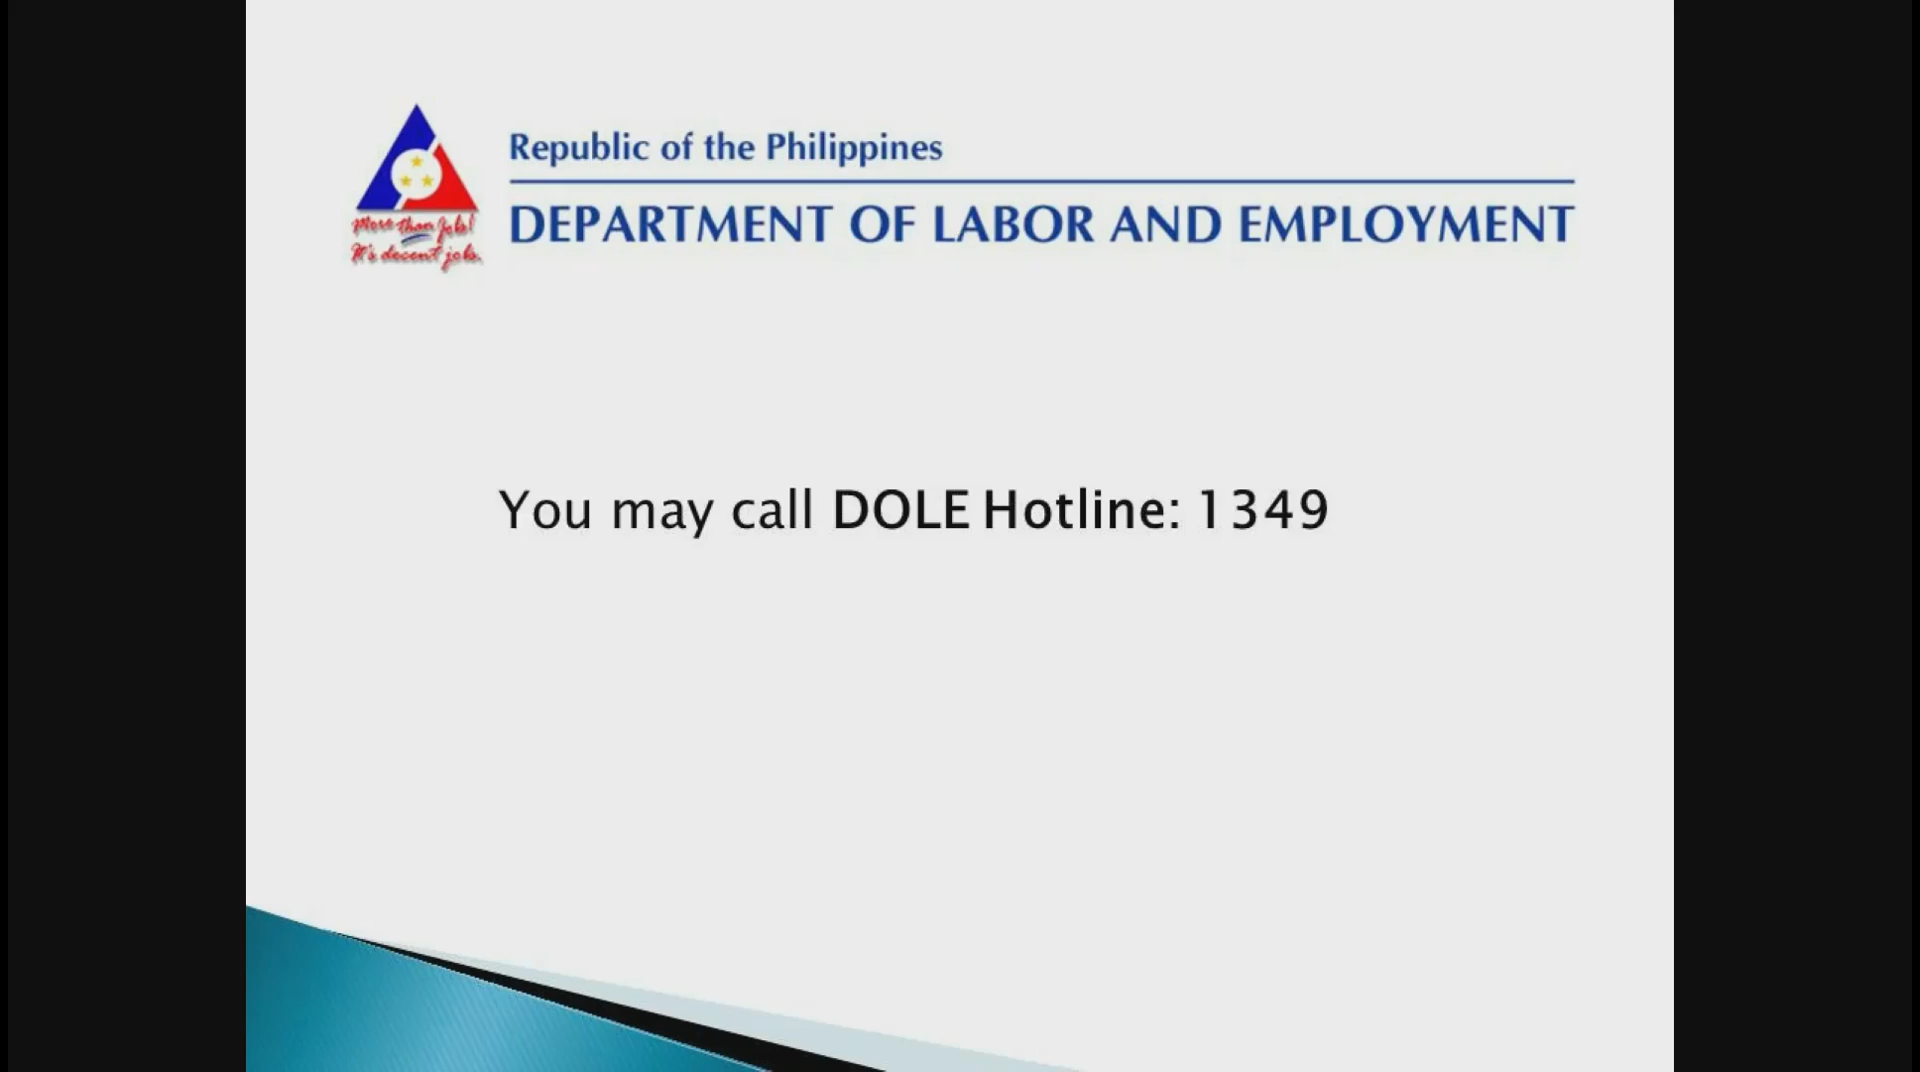 Republic of the Philippines
DEPARTMENT OF LABOR AND EMPLOYMENT
More than jobs!
It's decent jobs.
You may call DOLE Hotline: 1349